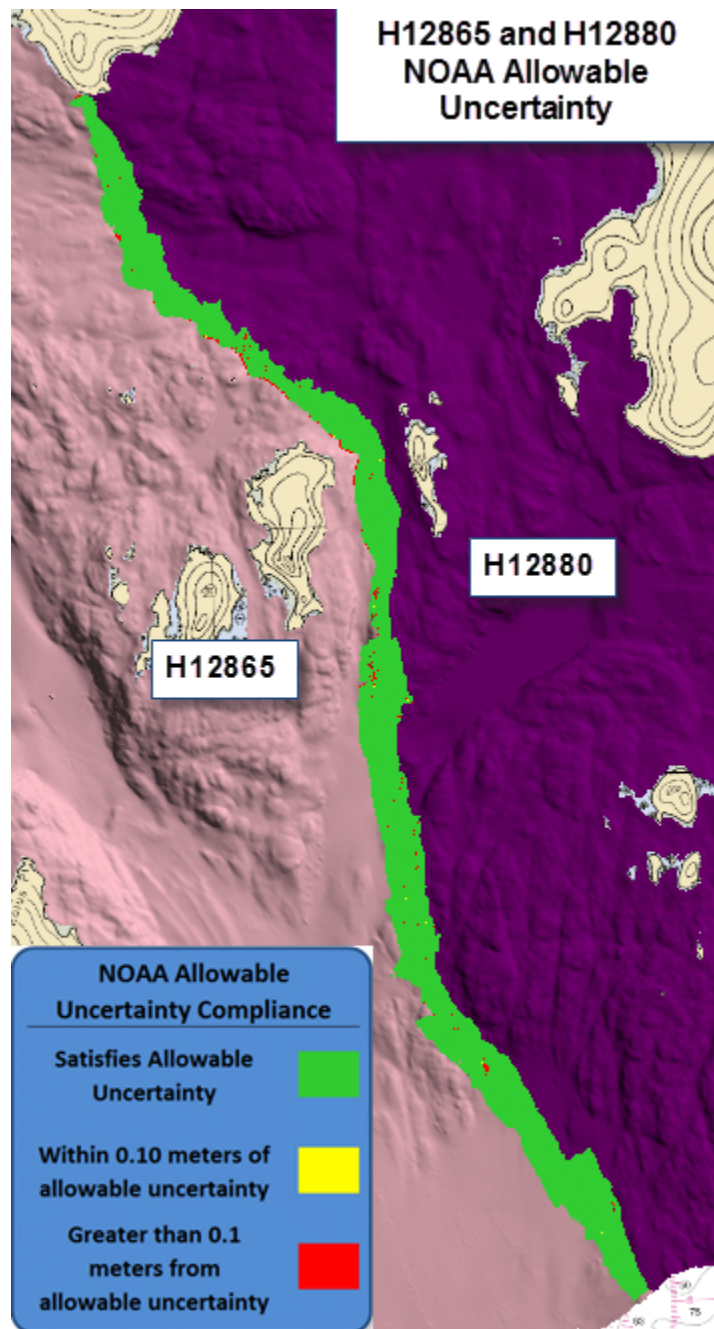 H12865 and H12880
NOAA Allowable
Uncertainty
H12880
H12865
NOAA Allowable
Uncertainty Compliance
Satisfies Allowable
Uncertainty
Within 0.10 meters of
allowable uncertainty
Greater than 0.1
meters from
allowable uncertainty
75